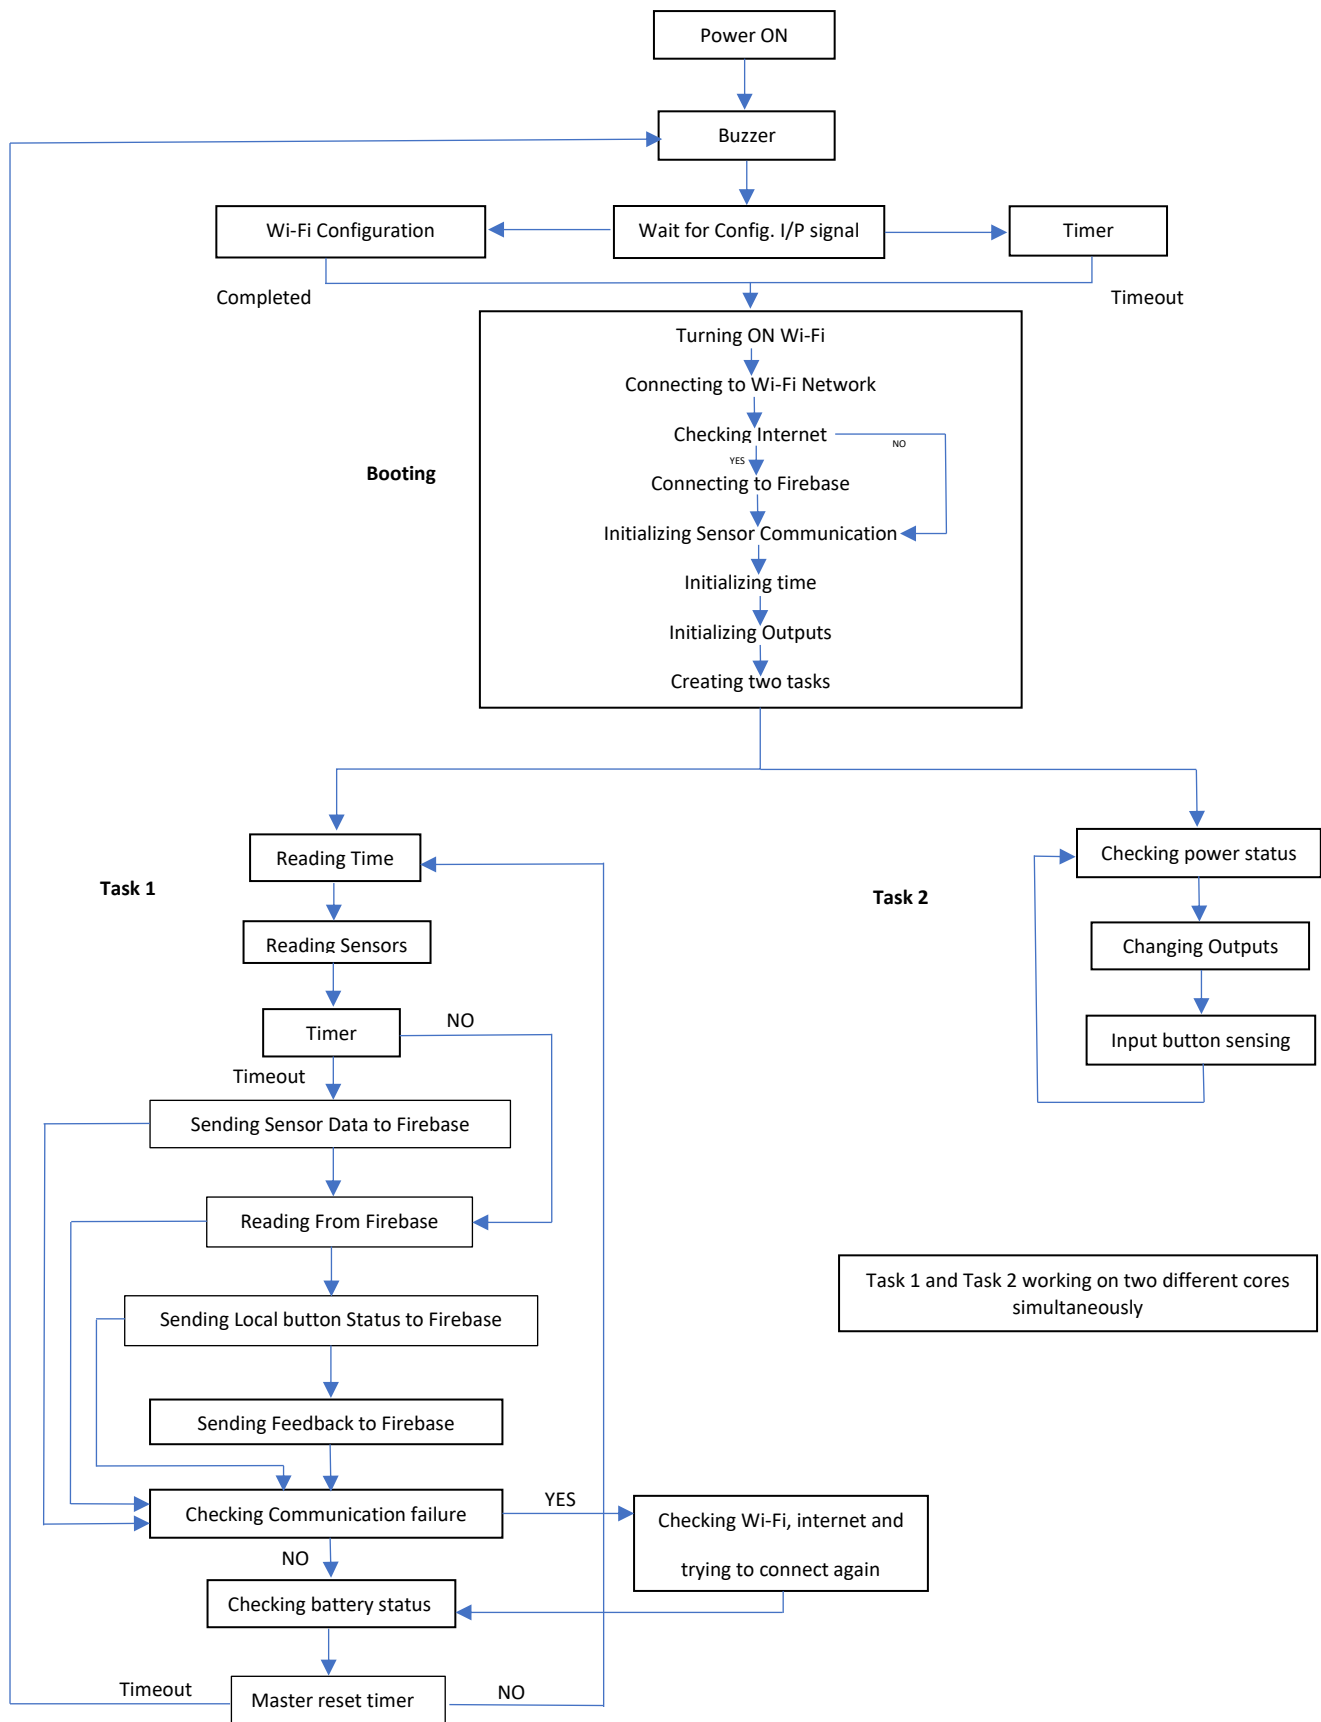 Power ON
Buzzer
Wi-Fi Configuration
Wait for Config. I/P signal
Timer
Completed
Timeout
Turning ON Wi-Fi
Connecting to Wi-Fi Network
Checking Internet
NO
YES
Booting
Connecting to Firebase
Initializing Sensor Communication
Initializing time
Initializing Outputs
Creating two tasks
Reading Time
Checking power status
Task 1
Task 2
Reading Sensors
Changing Outputs
Timer
NO
Input button sensing
Timeout
Sending Sensor Data to Firebase
Reading From Firebase
Task 1 and Task 2 working on two different cores
simultaneously
Sending Local button Status to Firebase
Sending Feedback to Firebase
Checking Communication failure
YES
Checking Wi-Fi, internet and
trying to connect again
NO
Checking battery status
Timeout
Master reset timer
NO